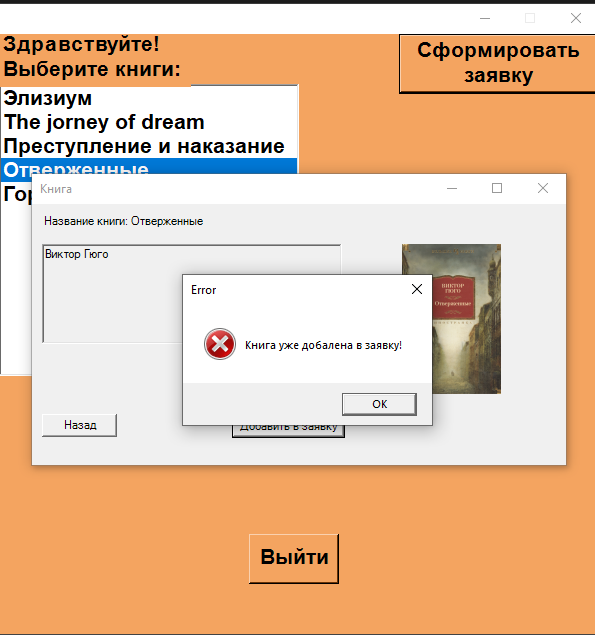 Здравствуйте!
Выберите книги:
Сформировать
заявку
Элизиум
The jorney of dream
Преступление и наказание
Отверженные
Гор
Книга
Название книги: Отверженные
Виктор Гюго
ВИКТОР
ГЮГО
Отверженные
Error
Книга уже добалена в заявку!
OK
Назад
Добавить в заявку
Выйти